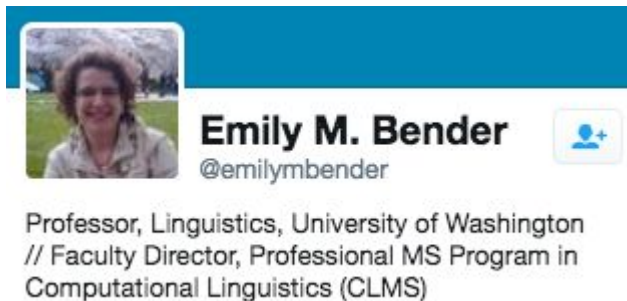 Emily M. Bender
@emilymbender
Professor, Linguistics, University of Washington
// Faculty Director, Professional MS Program in
Computational Linguistics (CLMS)